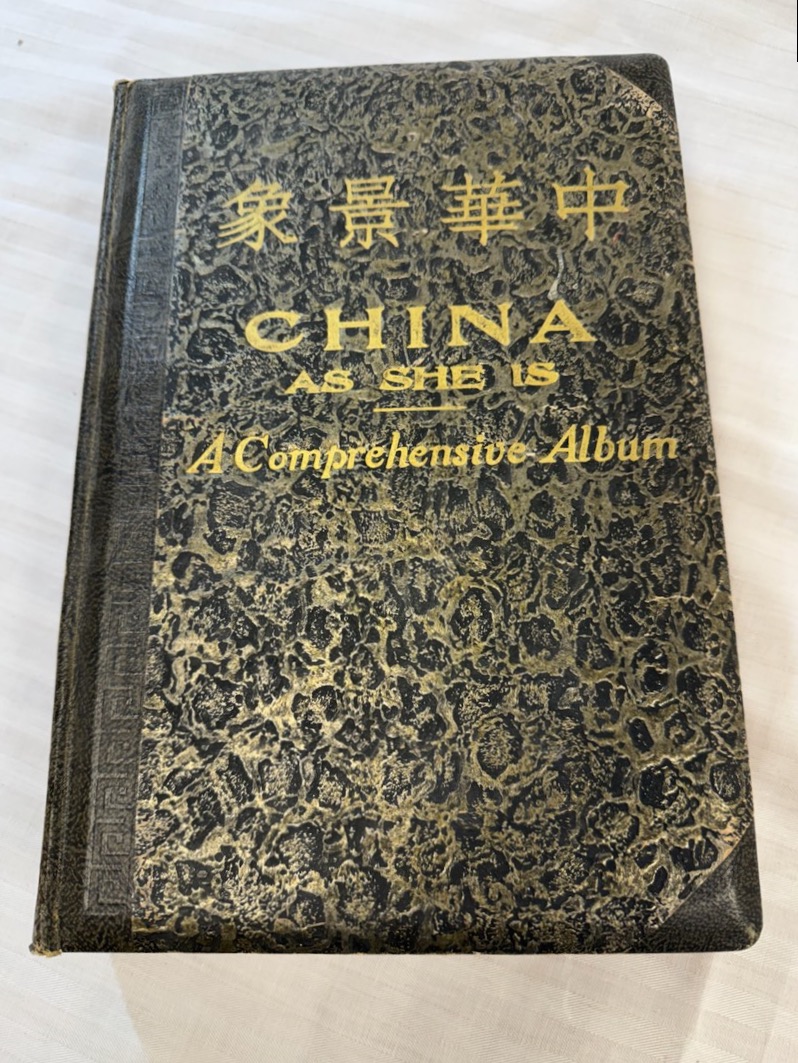 中華景象
CHINA
AS SHE IS
A Comprehensive Album